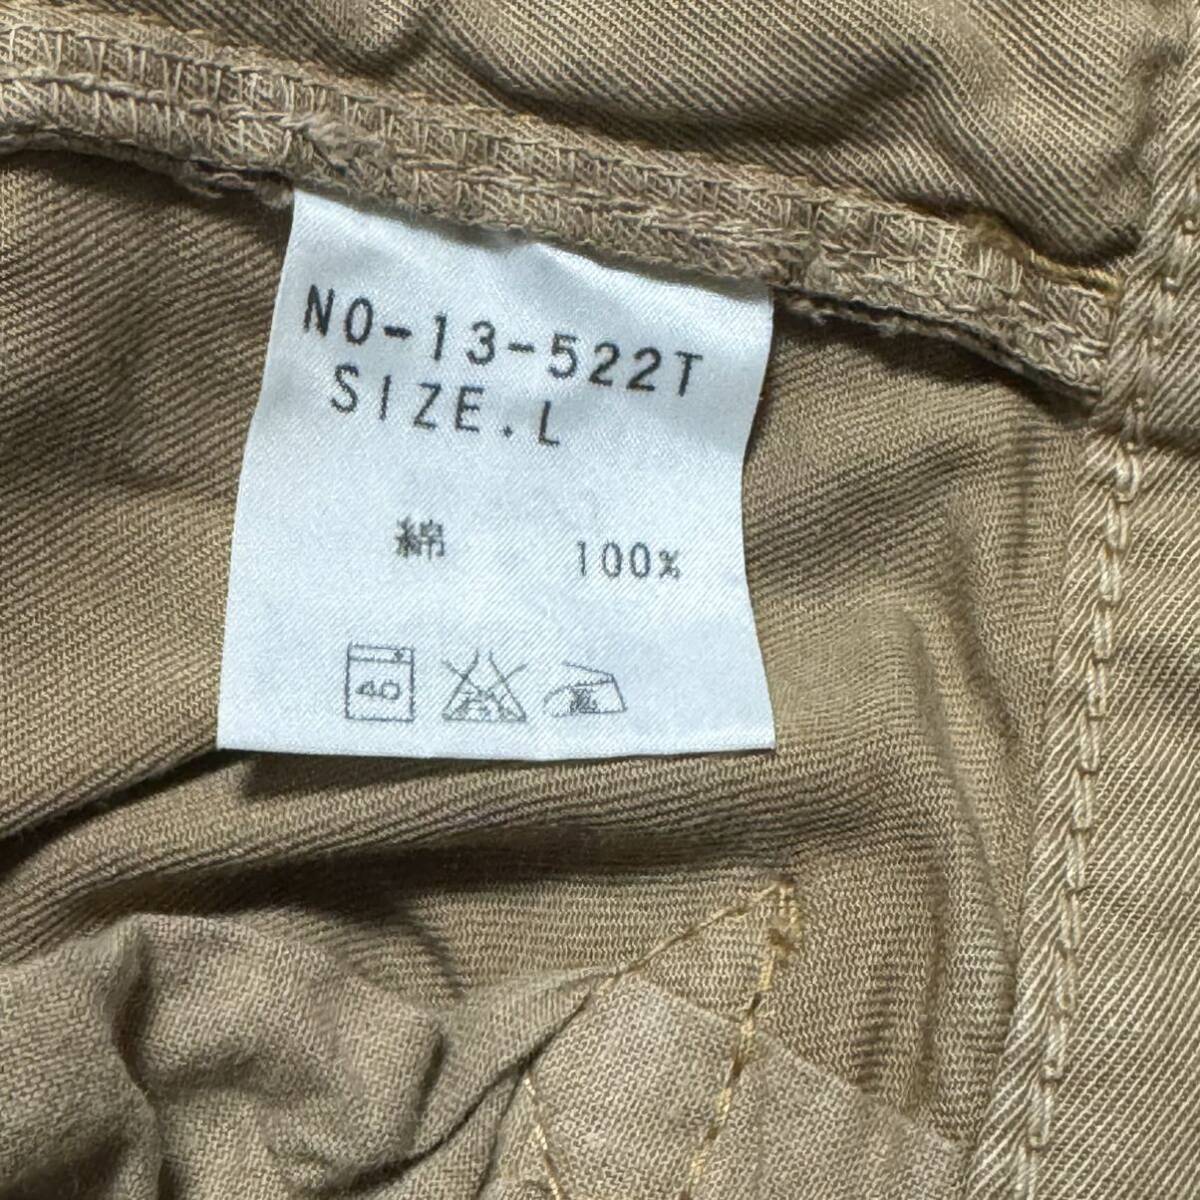 NO-13-522T
SIZE.L
綿 100%
40